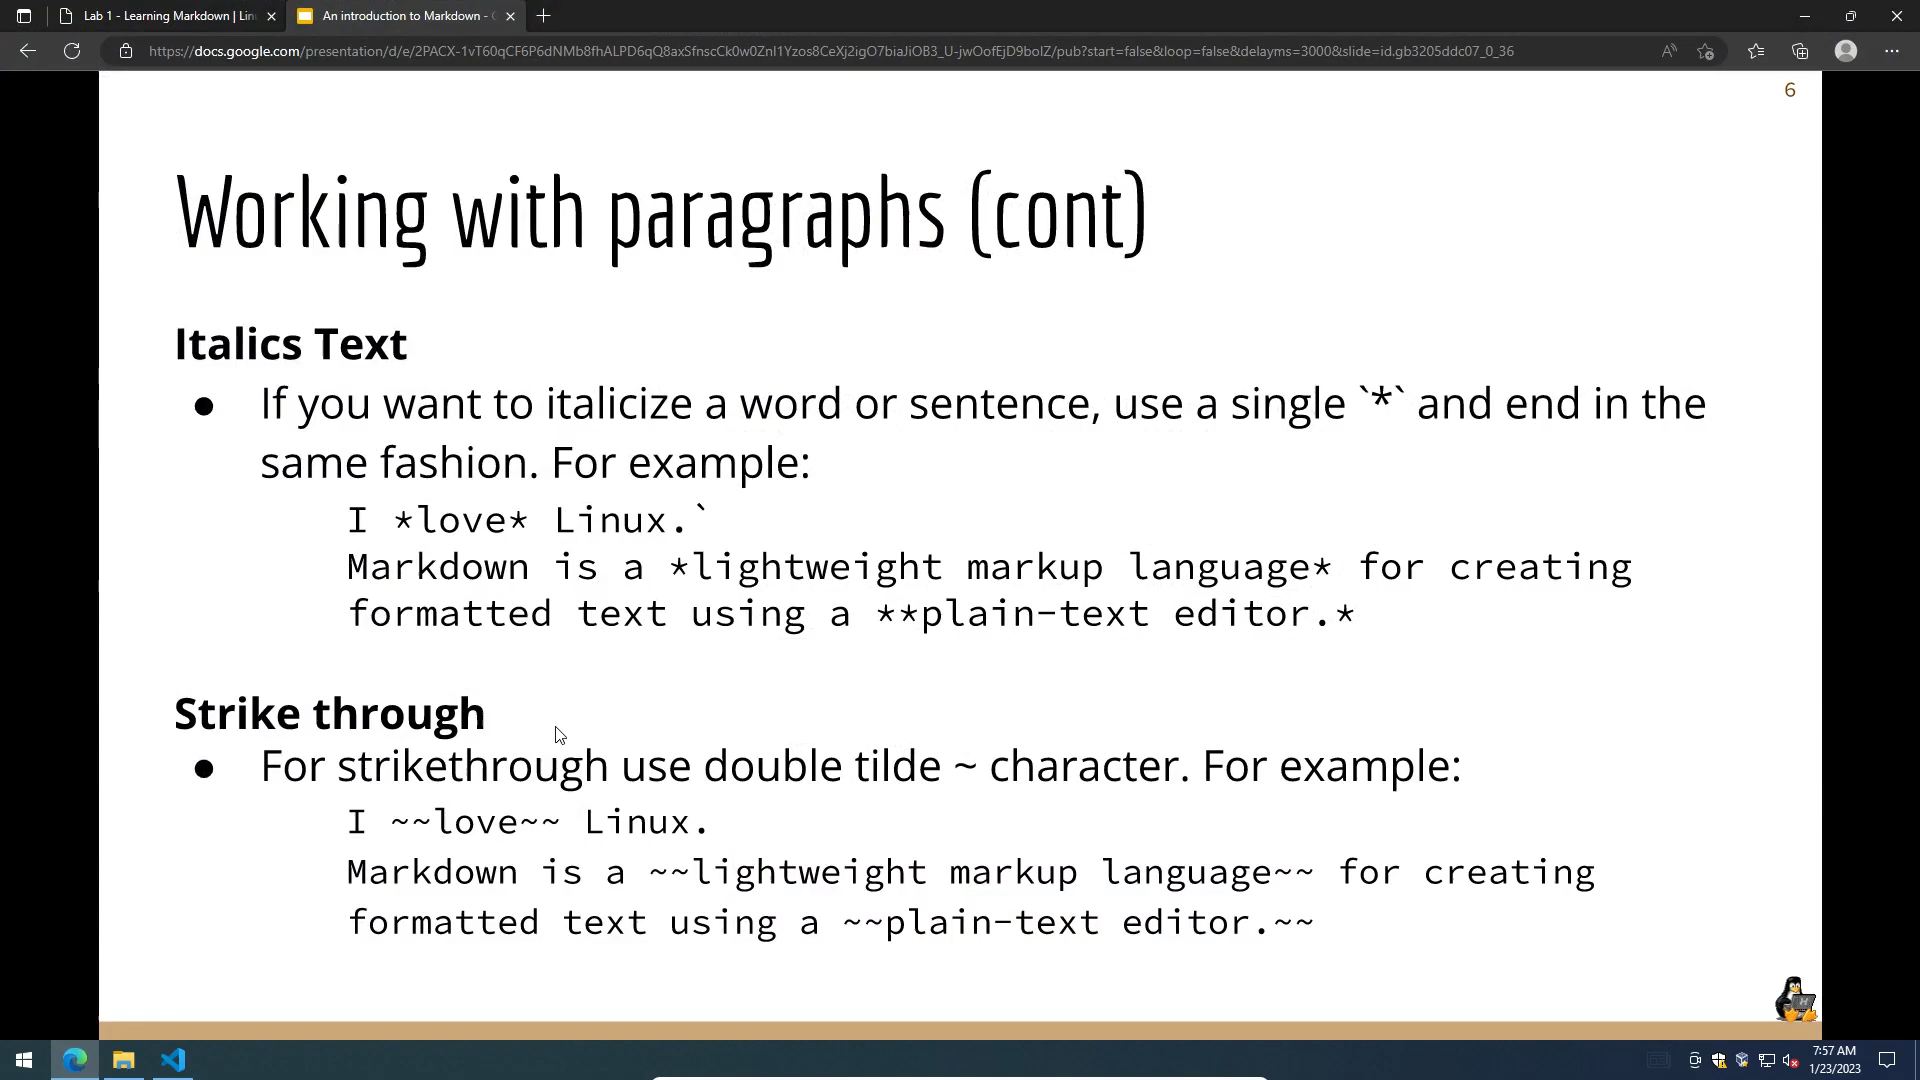 Lab 1 - Learning Markdown | Lin
An introduction to Markdown -
https://docs.google.com/presentation/d/e/2PACX-1vT60qCF6P6dNMb8fhALPD6qQ8axSfnscCk0w0ZnI1Yzos8CeXj2igO7biaJiOB3_U-jwOofEjD9boIZ/pub?start=false&loop=false&delayms=3000&slide=id.gb3205ddc07_0_36
6
Working with paragraphs (cont)
Italics Text
● If you want to italicize a word or sentence, use a single `*` and end in the
same fashion. For example:
I *love* Linux.`
Markdown is a *lightweight markup language* for creating
formatted text using a **plain-text editor.*
Strike through
● For strikethrough use double tilde ~ character. For example:
I ~~love~~ Linux.
Markdown is a ~~lightweight markup language~~ for creating
formatted text using a ~~plain-text editor.~~
7:57 AM
1/23/2023